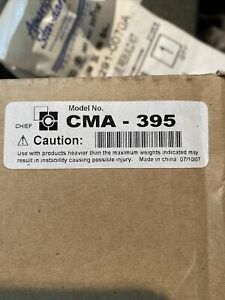 Standard
Model No.
CHIEF
CMA - 395
Caution:
Use with products heavier than the maximum weights indicated may
result in instability causing possible injury. Made in china 07/10/07